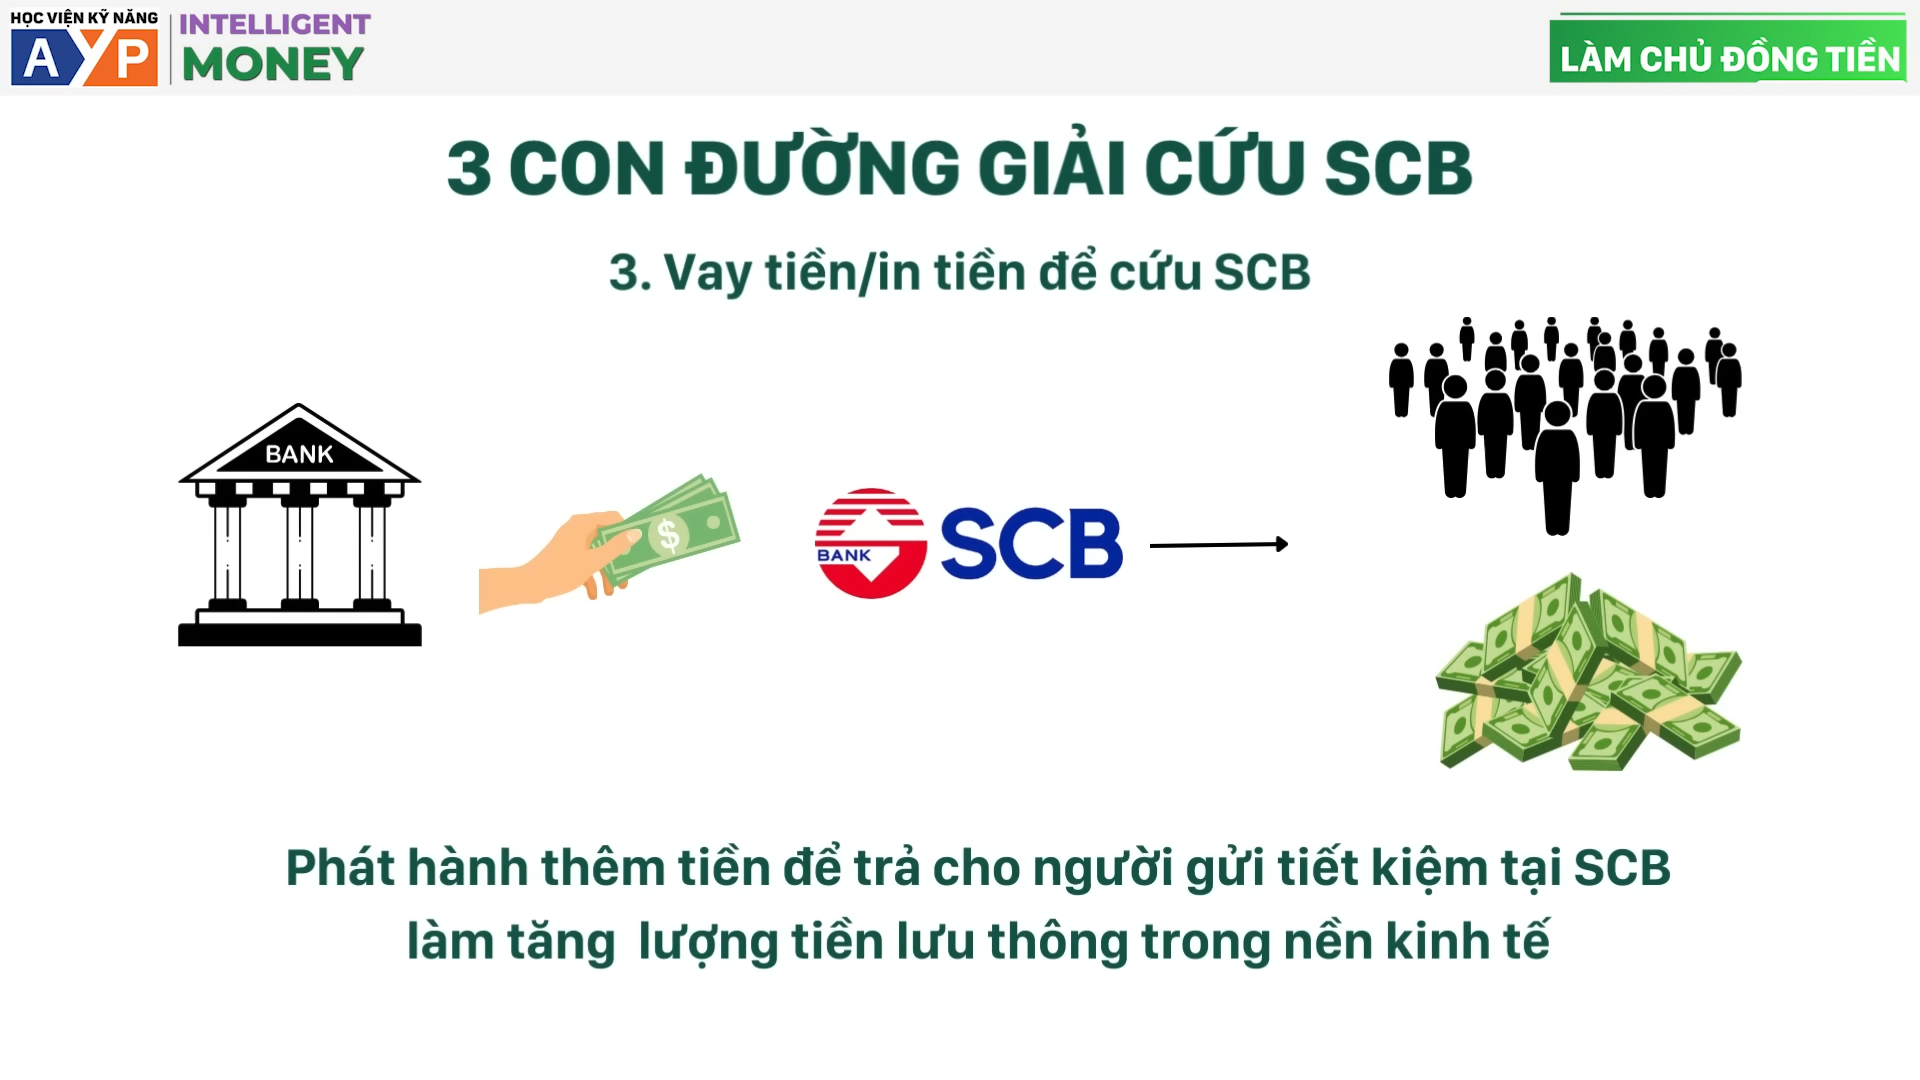 HỌC VIỆN KỸ NĂNG
AYP
INTELLIGENT
MONEY
LÀM CHỦ ĐỒNG TIỀN
3 CON ĐƯỜNG GIẢI CỨU SCB
3. Vay tiền/in tiền để cứu SCB
BANK
$
BANK
SCB
Phát hành thêm tiền để trả cho người gửi tiết kiệm tại SCB
làm tăng lượng tiền lưu thông trong nền kinh tế